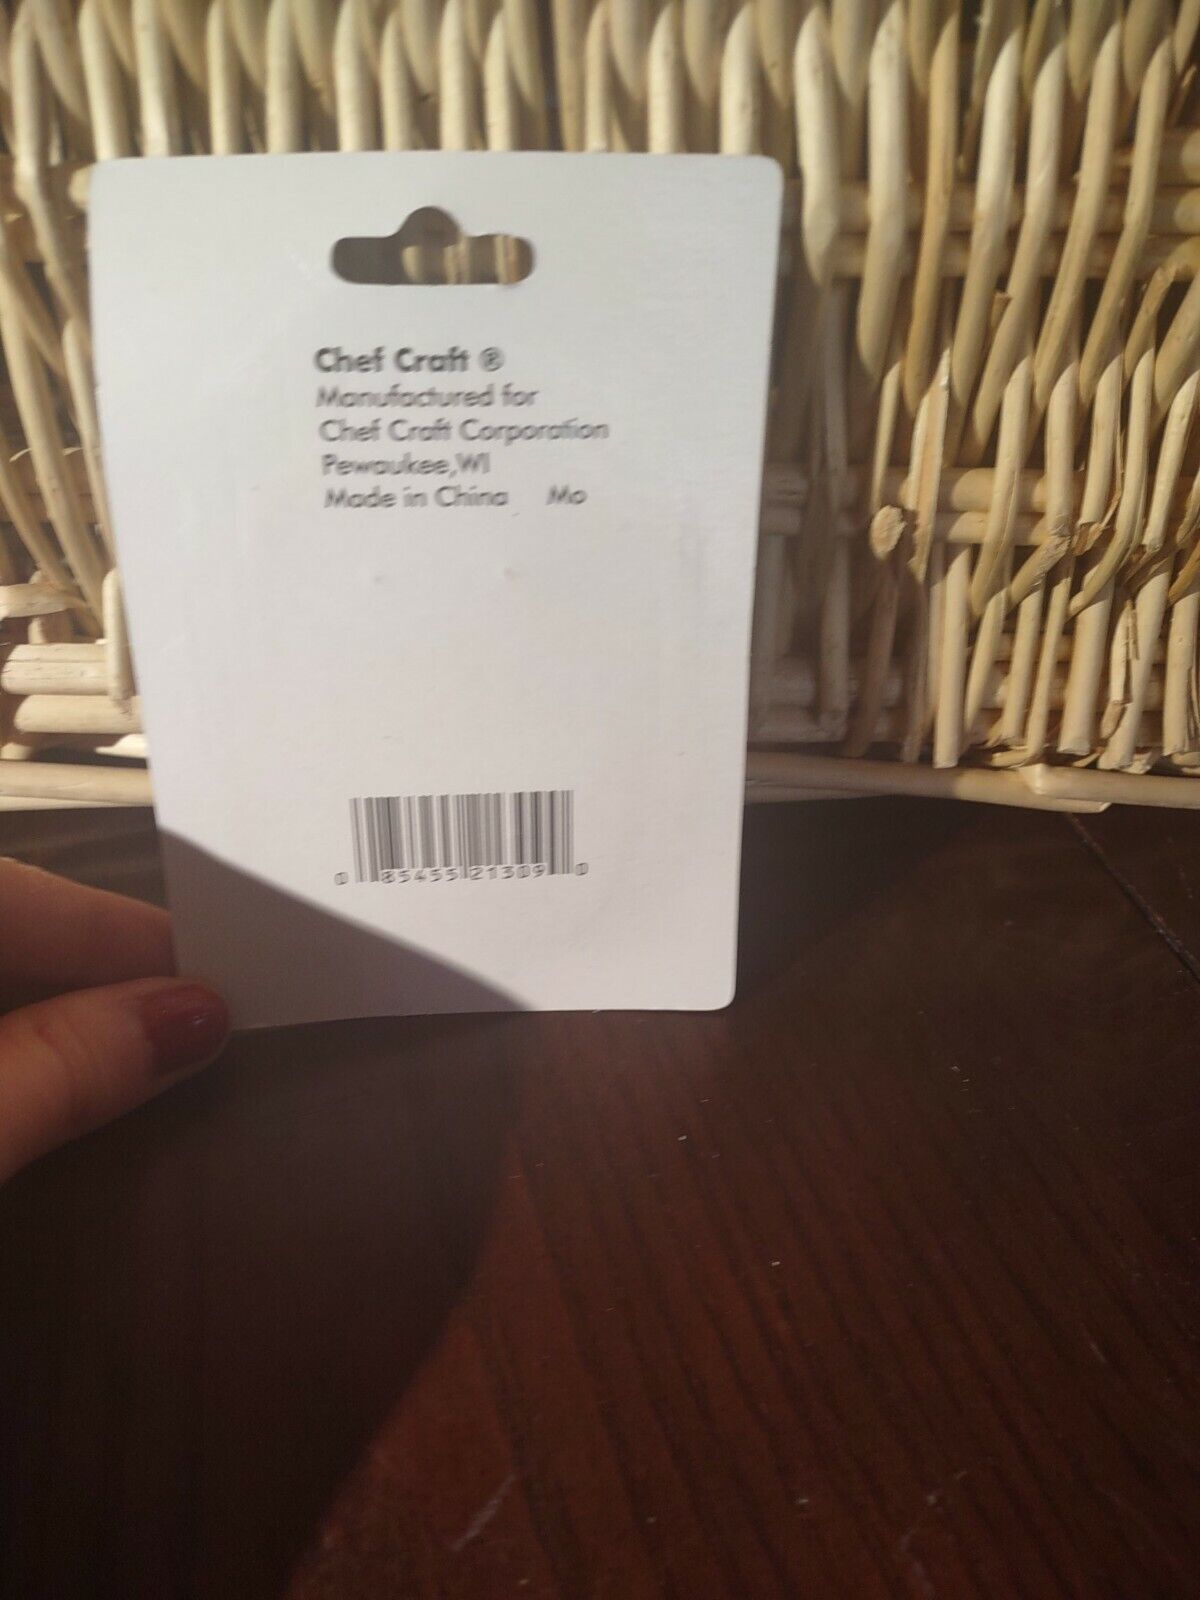 Chef Craft ®
Manufactured for
Chef Craft Corporation
Pewaukee,WI
Made in China Mo
0 85455 21309 0